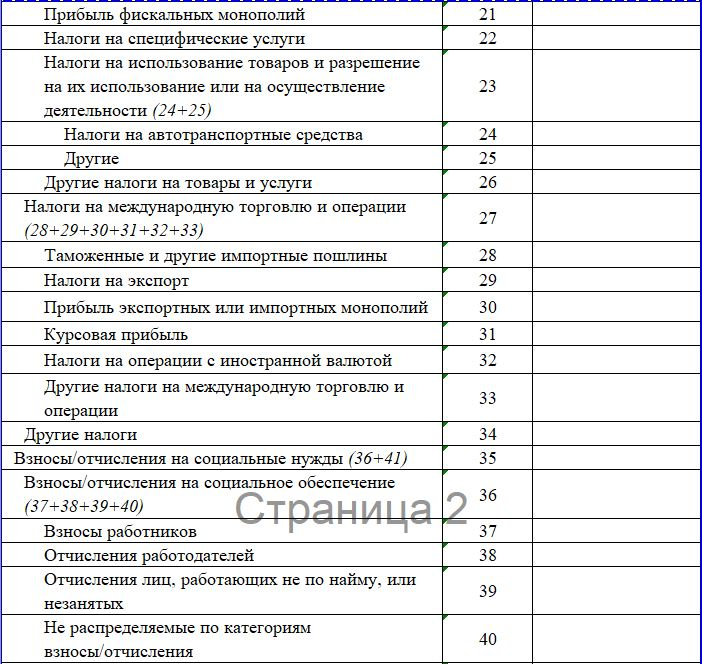 Прибыль фискальных монополий 21
Налоги на специфические услуги 22
Налоги на использование товаров и разрешение
на их использование или на осуществление 23
деятельности (24+25)
Налоги на автотранспортные средства 24
Другие 25
Другие налоги на товары и услуги 26
Налоги на международную торговлю и операции 27
(28+29+30+31+32+33)
Таможенные и другие импортные пошлины 28
Налоги на экспорт 29
Прибыль экспортных или импортных монополий 30
Курсовая прибыль 31
Налоги на операции с иностранной валютой 32
Другие налоги на международную торговлю и 33
операции
Другие налоги 34
Взносы/отчисления на социальные нужды (36+41) 35
Взносы/отчисления на социальное обеспечение 36
(37+38+39+40)
Страница 2
Взносы работников 37
Отчисления работодателей 38
Отчисления лиц, работающих не по найму, или 39
незанятых
Не распределяемые по категориям 40
взносы/отчисления